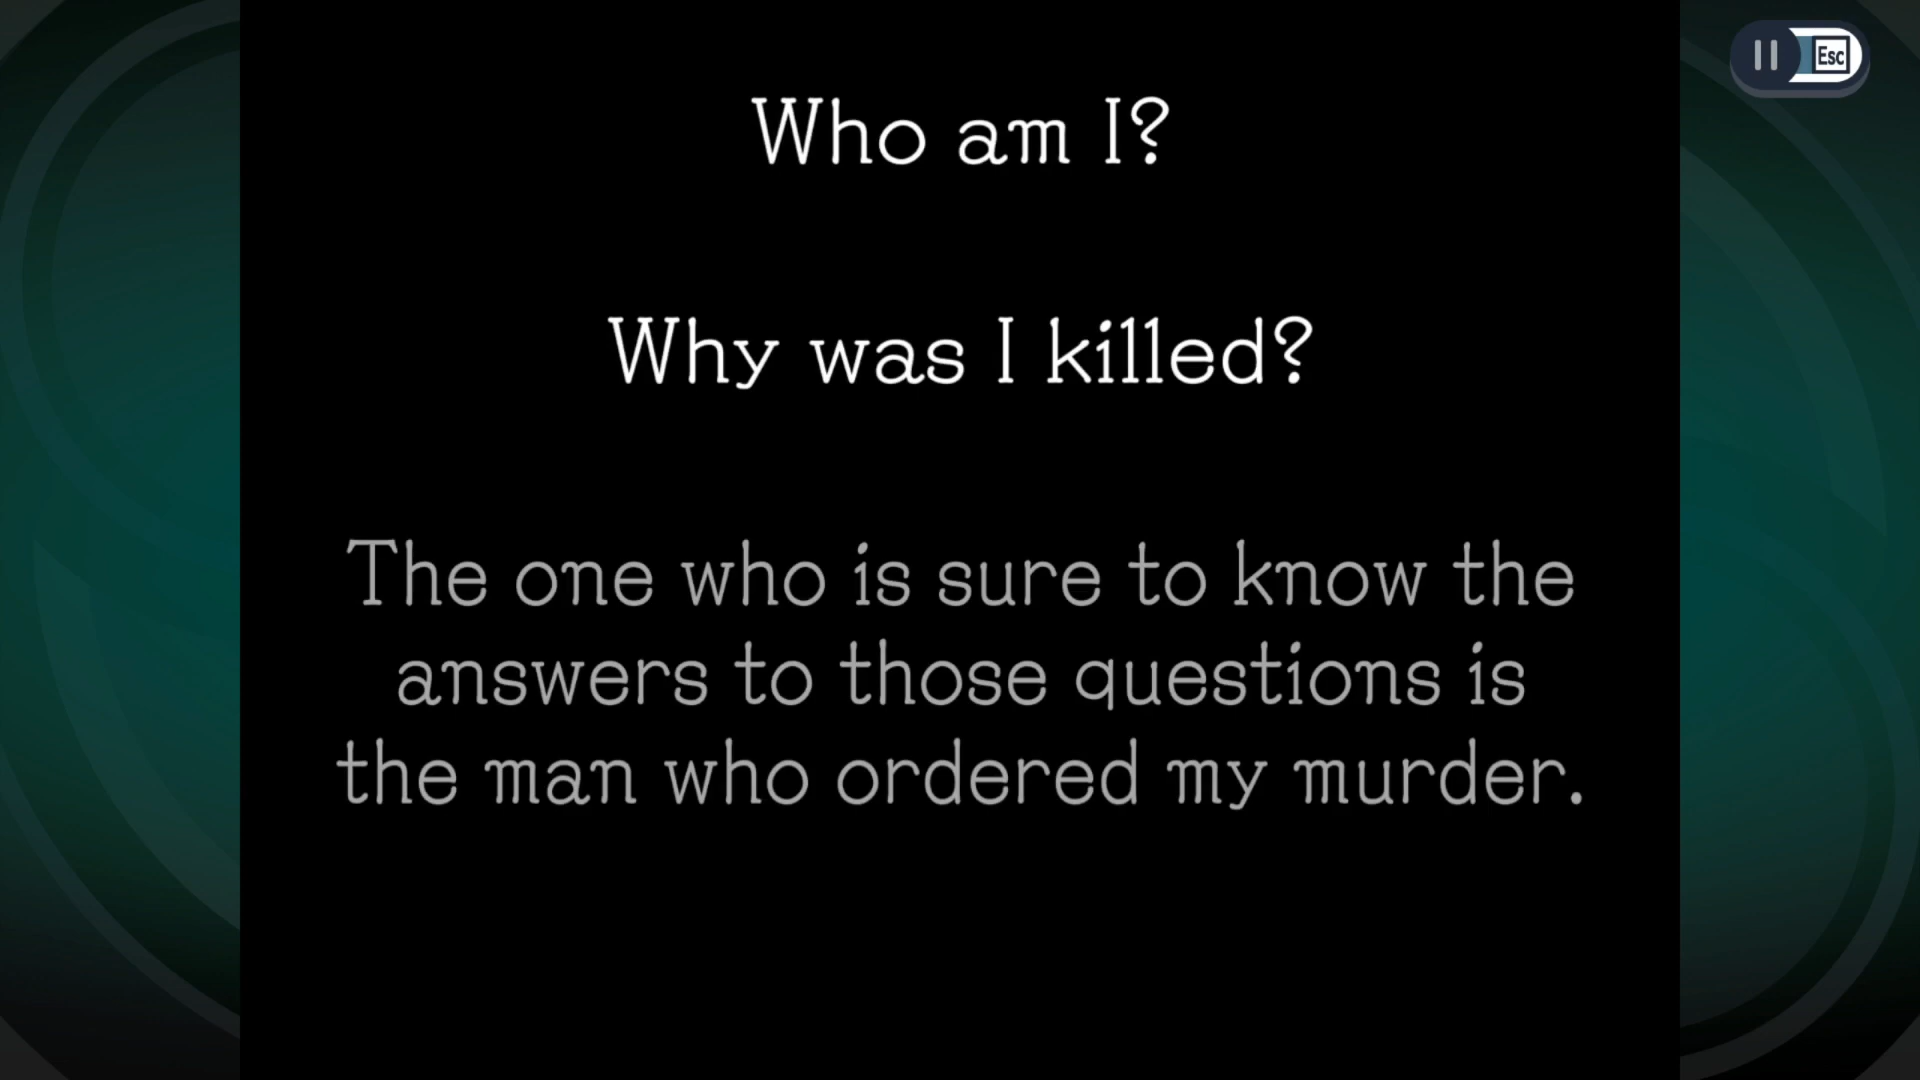 Esc
Who am I?
Why was I killed?
The one who is sure to know the
answers to those questions is
the man who ordered my murder.